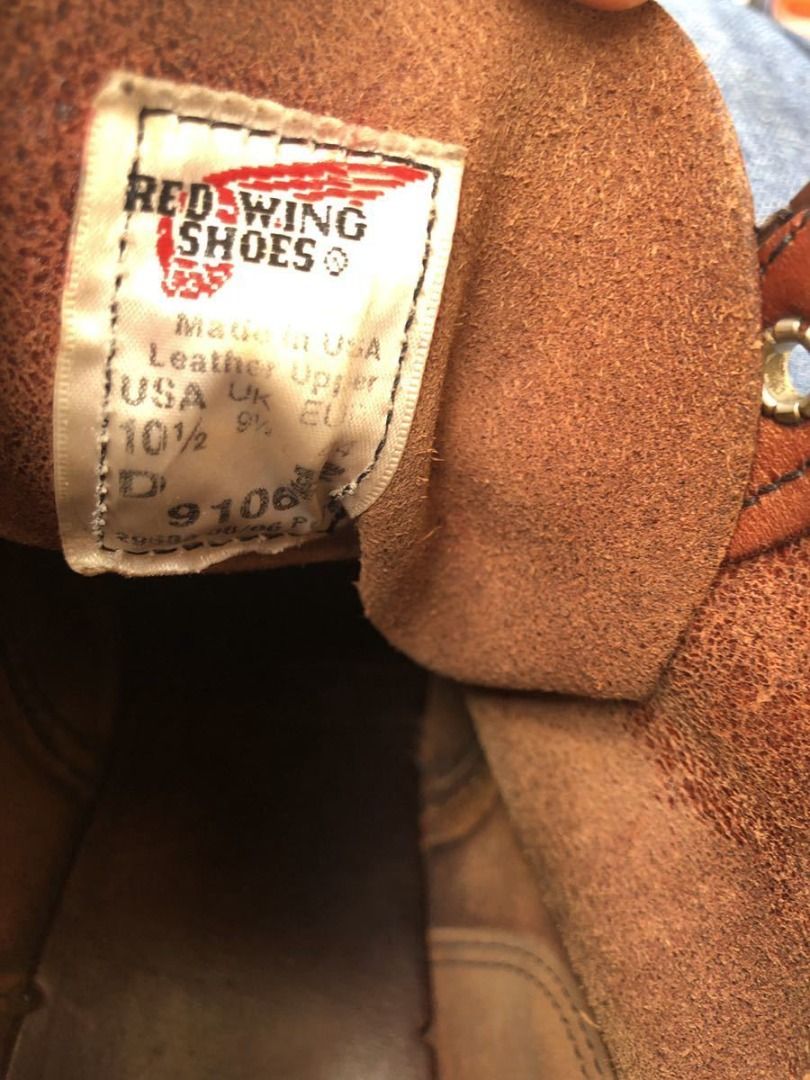 RED WING
SHOES®
Made in USA
Leather Upper
USA UK EU
10½ 9½
D
9106